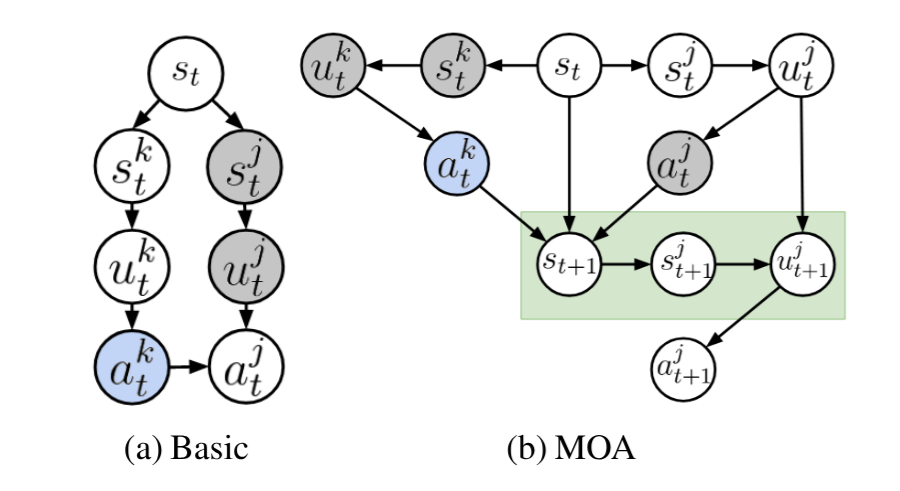 s_t
s_t^k s_t^j
u_t^k u_t^j
a_t^k a_t^j
(a) Basic
u_t^k s_t^k s_t s_t^j u_t^j
a_t^k a_t^j
s_{t+1} s_{t+1}^j u_{t+1}^j
a_{t+1}^j
(b) MOA